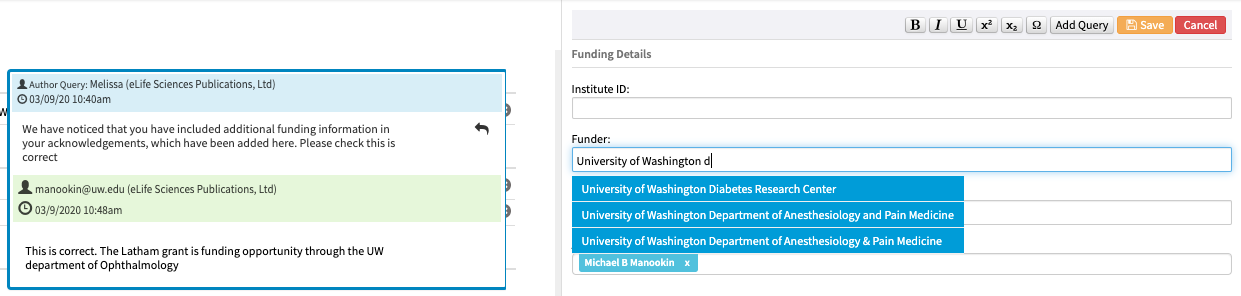 Author Query: Melissa (eLife Sciences Publications, Ltd)
03/09/20 10:40am
We have noticed that you have included additional funding information in
your acknowledgements, which have been added here. Please check this is
correct
manookin@uw.edu (eLife Sciences Publications, Ltd)
03/9/2020 10:48am
This is correct. The Latham grant is funding opportunity through the UW
department of Ophthalmology
B I U x² x₂ Ω Add Query Save Cancel
Funding Details
Institute ID:
Funder:
University of Washington d
University of Washington Diabetes Research Center
University of Washington Department of Anesthesiology and Pain Medicine
University of Washington Department of Anesthesiology & Pain Medicine
Michael B Manookin x